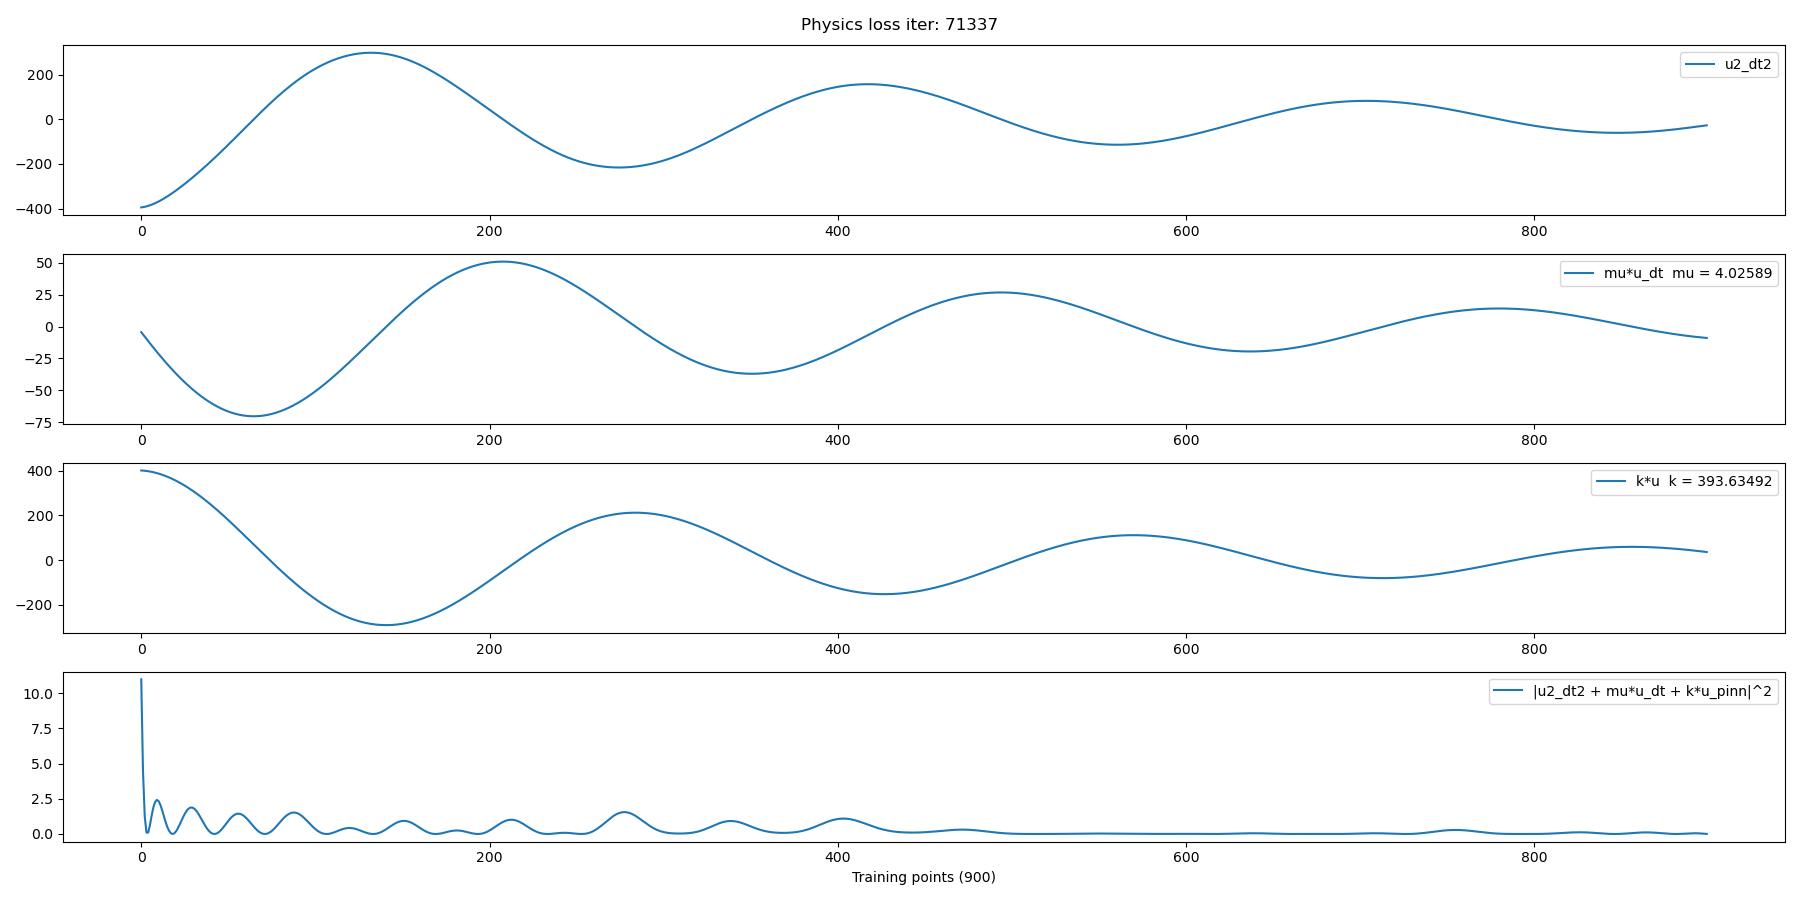 Physics loss iter: 71337
u2_dt2
200
0
−200
−400
0 200 400 600 800
mu*u_dt mu = 4.02589
50
25
0
−25
−50
−75
0 200 400 600 800
k*u k = 393.63492
400
200
0
−200
0 200 400 600 800
|u2_dt2 + mu*u_dt + k*u_pinn|^2
10.0
7.5
5.0
2.5
0.0
0 200 400 600 800
Training points (900)